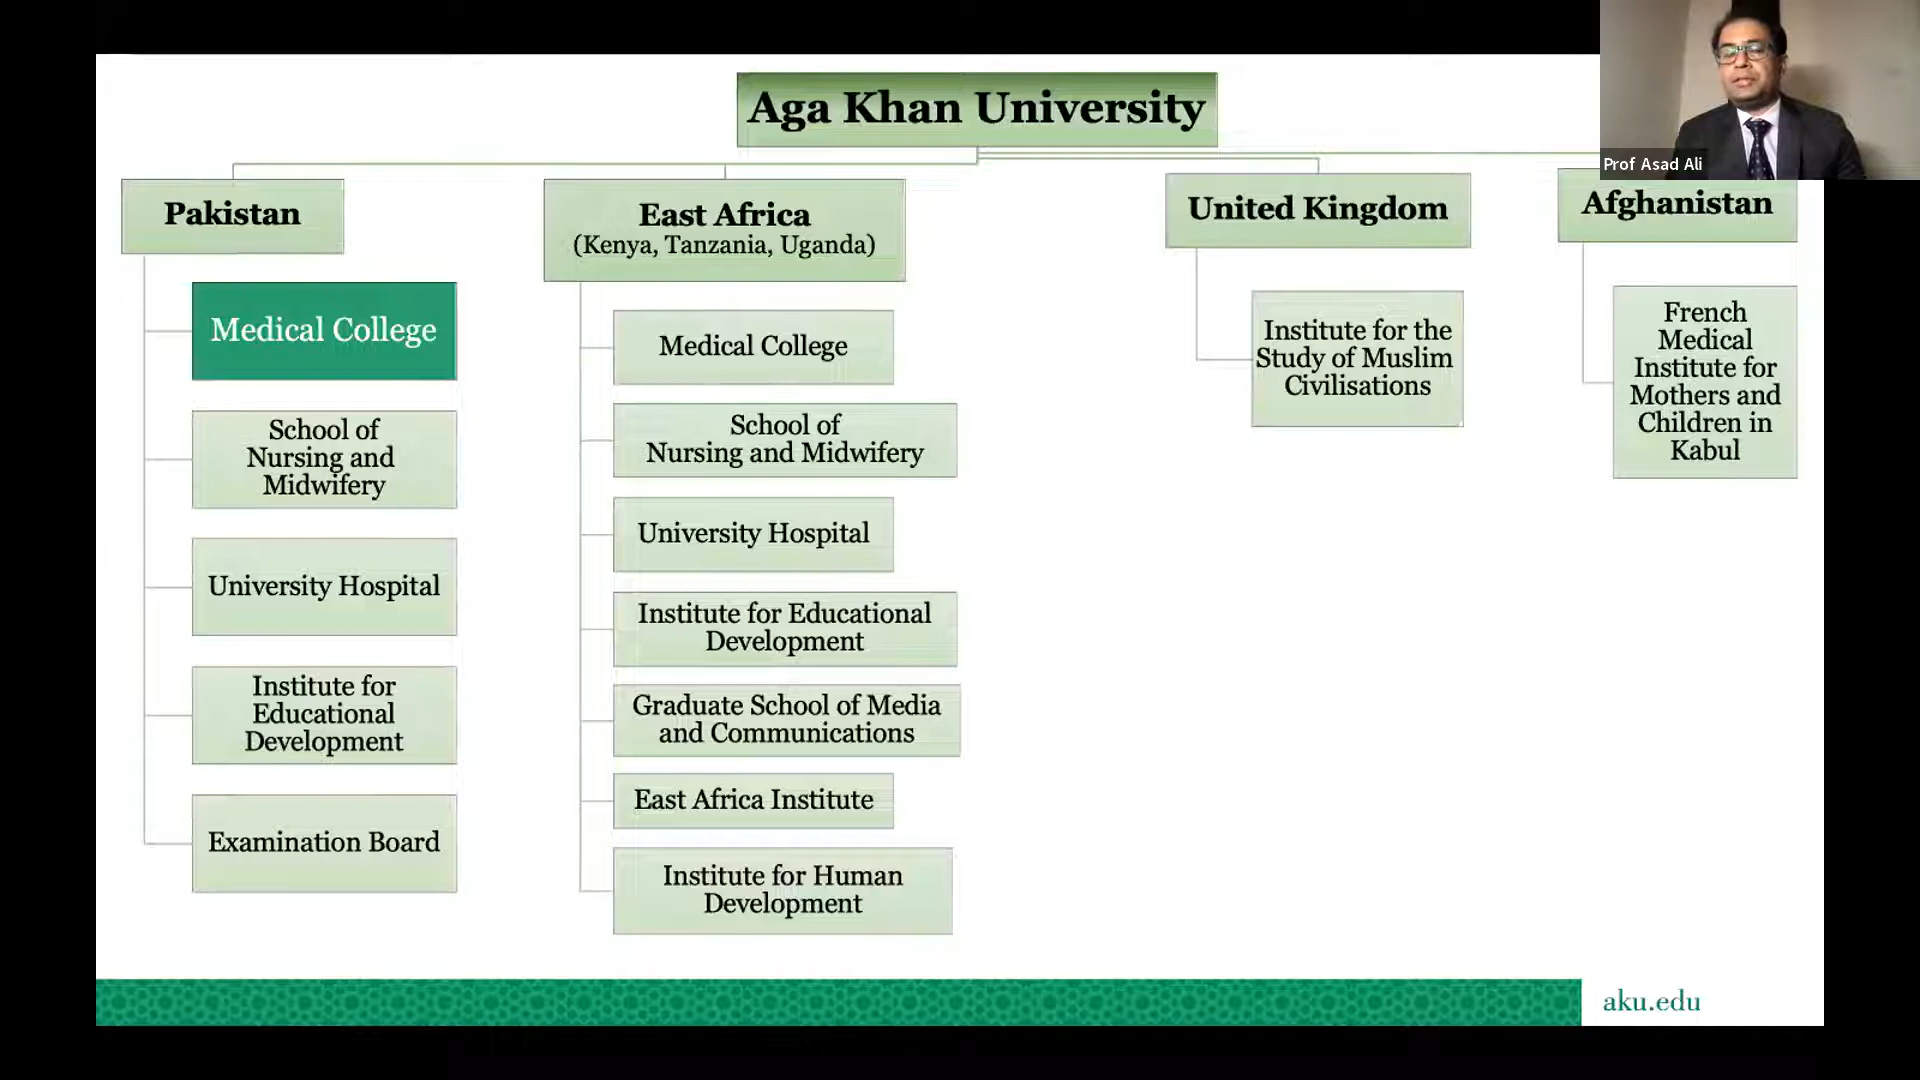 Aga Khan University
Prof Asad Ali
Pakistan
Medical College
School of
Nursing and
Midwifery
University Hospital
Institute for
Educational
Development
Examination Board
East Africa
(Kenya, Tanzania, Uganda)
Medical College
School of
Nursing and Midwifery
University Hospital
Institute for Educational
Development
Graduate School of Media
and Communications
East Africa Institute
Institute for Human
Development
United Kingdom
Institute for the
Study of Muslim
Civilisations
Afghanistan
French
Medical
Institute for
Mothers and
Children in
Kabul
aku.edu